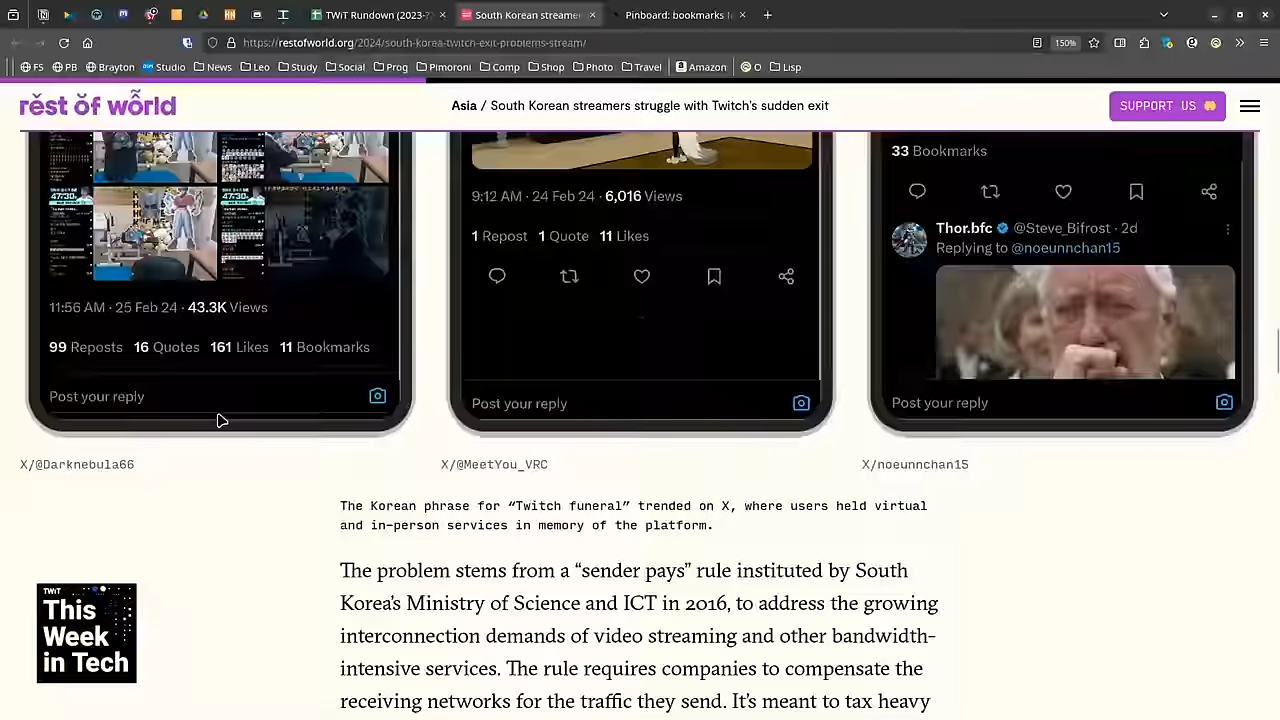 TWiT Rundown (2023-?
South Korean streame
Pinboard: bookmarks f
https://restofworld.org/2024/south-korea-twitch-exit-problems-stream/
150%
FS
PB
Brayton
Studio
News
Leo
Study
Social
Prog
Pimoroni
Comp
Shop
Photo
Travel
Amazon
O
Lisp
rest of world
Asia / South Korean streamers struggle with Twitch's sudden exit
SUPPORT US
47:30
47:30
11:56 AM · 25 Feb 24 · 43.3K Views
99 Reposts 16 Quotes 161 Likes 11 Bookmarks
Post your reply
9:12 AM · 24 Feb 24 · 6,016 Views
1 Repost 1 Quote 11 Likes
Post your reply
33 Bookmarks
Thor.bfc @Steve_Bifrost · 2d
Replying to @noeunnchan15
Post your reply
X/@Darknebula66
X/@MeetYou_VRC
X/noeunnchan15
The Korean phrase for “Twitch funeral” trended on X, where users held virtual
and in-person services in memory of the platform.
The problem stems from a “sender pays” rule instituted by South
Korea’s Ministry of Science and ICT in 2016, to address the growing
interconnection demands of video streaming and other bandwidth-
intensive services. The rule requires companies to compensate the
receiving networks for the traffic they send. It’s meant to tax heavy
TWiT
This
Week
in Tech